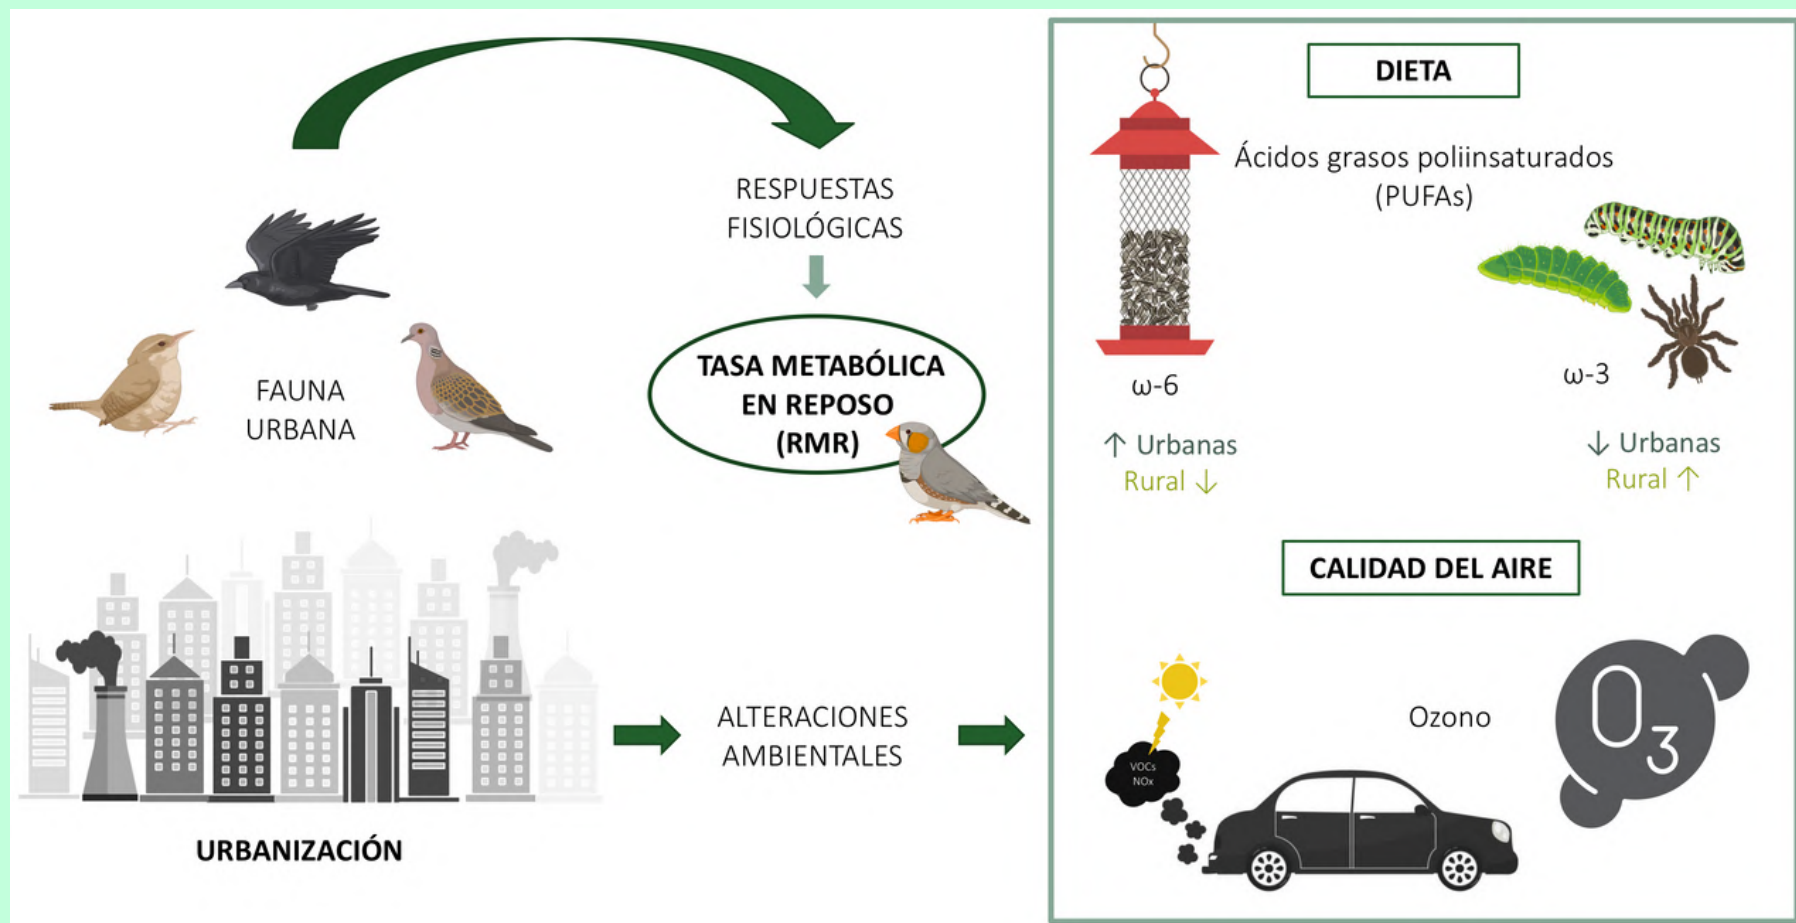 RESPUESTAS
FISIOLÓGICAS
TASA METABÓLICA
EN REPOSO
(RMR)
FAUNA
URBANA
URBANIZACIÓN
ALTERACIONES
AMBIENTALES
DIETA
Ácidos grasos poliinsaturados
(PUFAs)
ω-6
↑ Urbanas
Rural ↓
ω-3
↓ Urbanas
Rural ↑
CALIDAD DEL AIRE
VOCs
NOx
Ozono
O3